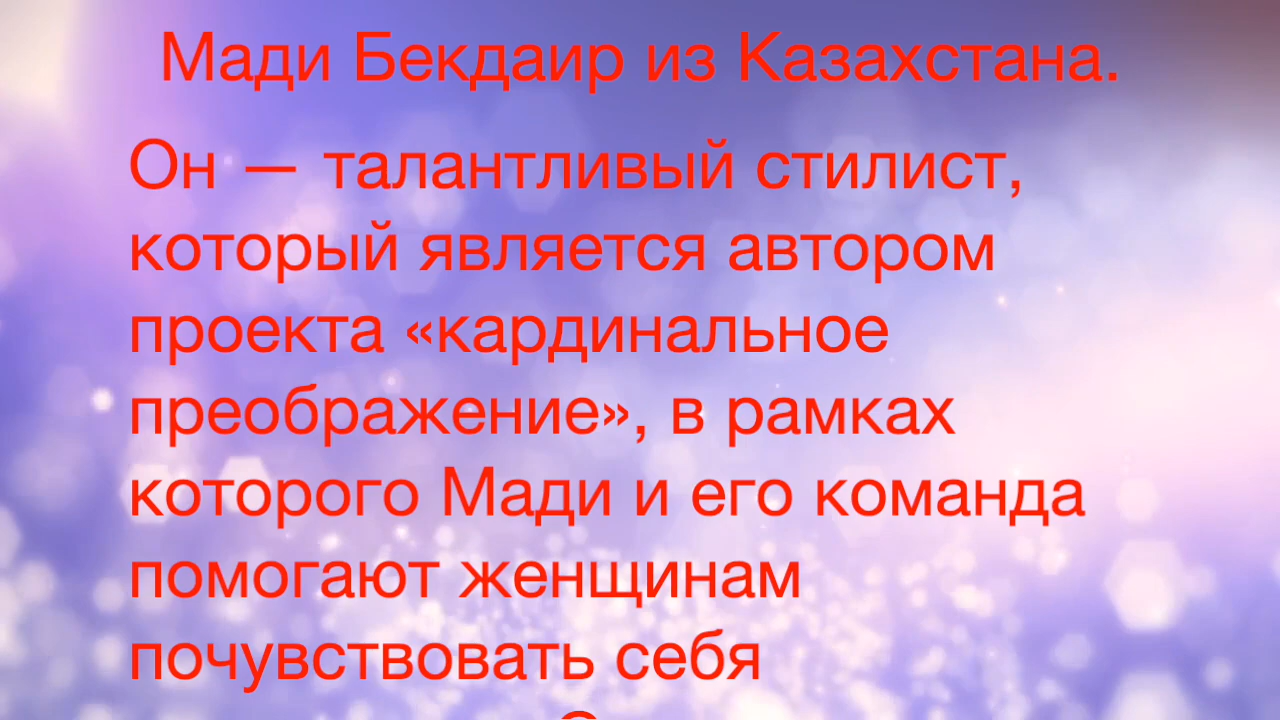 Мади Бекдаир из Казахстана.
Он — талантливый стилист,
который является автором
проекта «кардинальное
преображение», в рамках
которого Мади и его команда
помогают женщинам
почувствовать себя